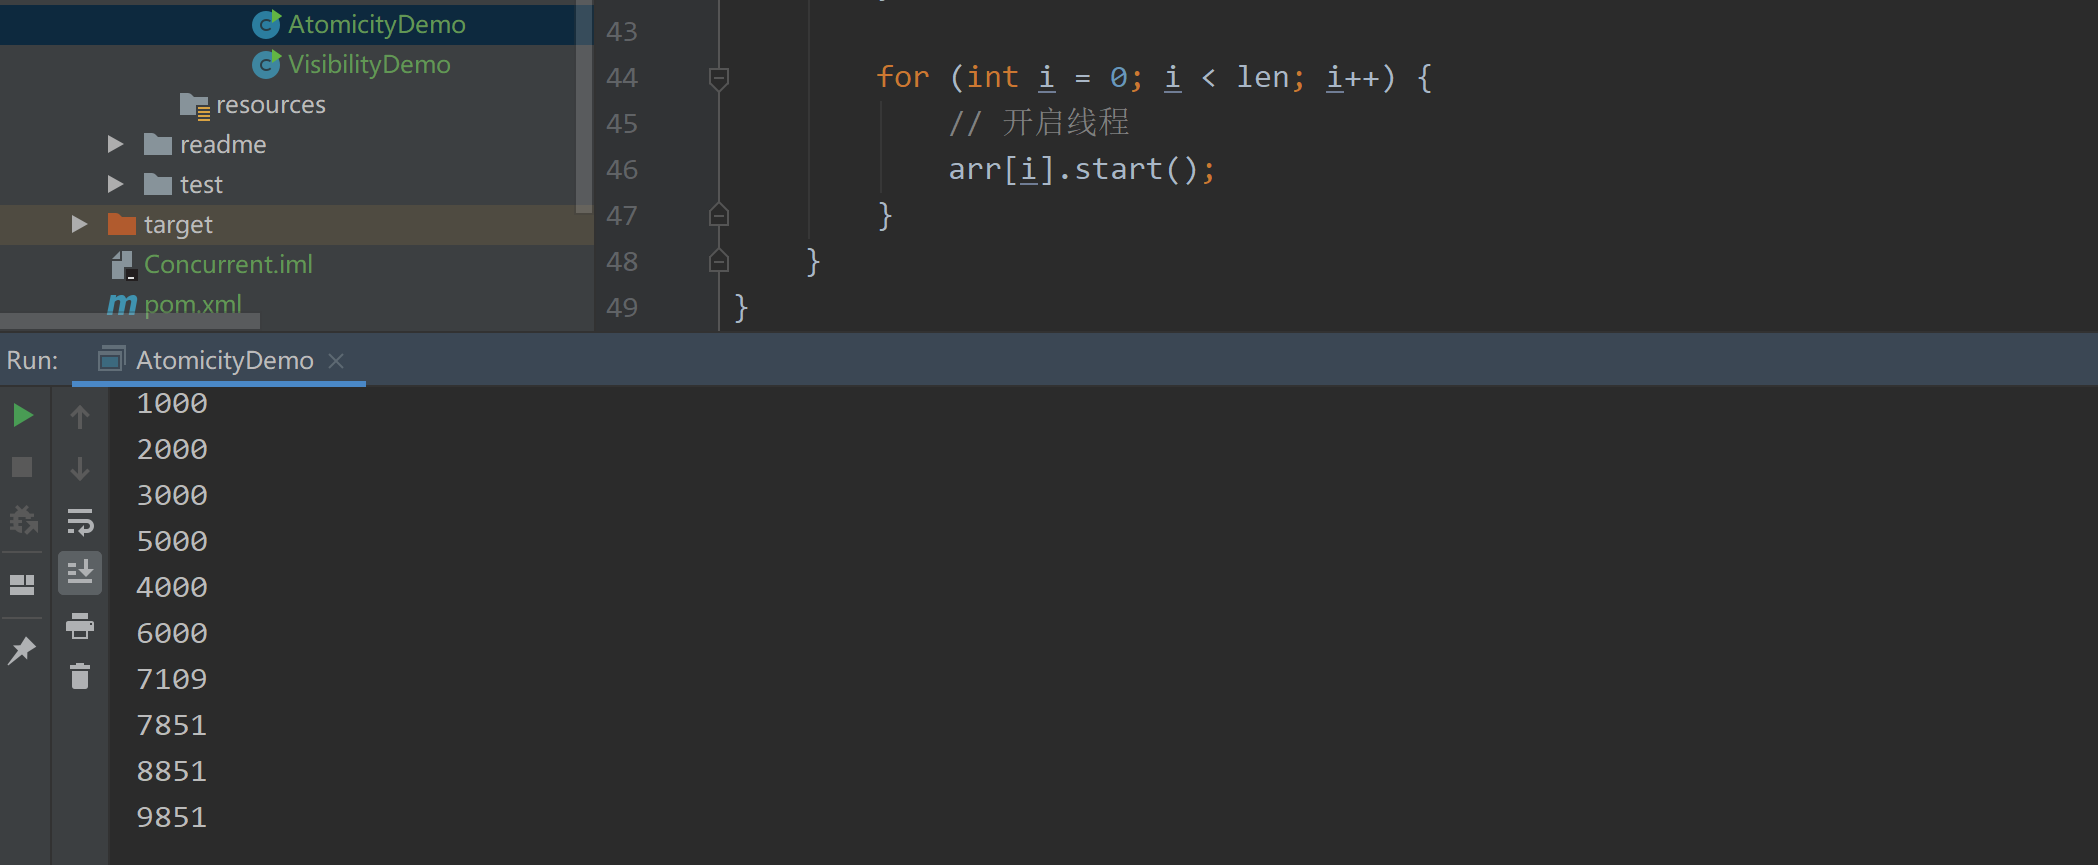 AtomicityDemo
VisibilityDemo
resources
readme
test
target
Concurrent.iml
pom.xml
43
44 for (int i = 0; i < len; i++) {
45 // 开启线程
46 arr[i].start();
47 }
48 }
49 }
Run: AtomicityDemo
1000
2000
3000
5000
4000
6000
7109
7851
8851
9851